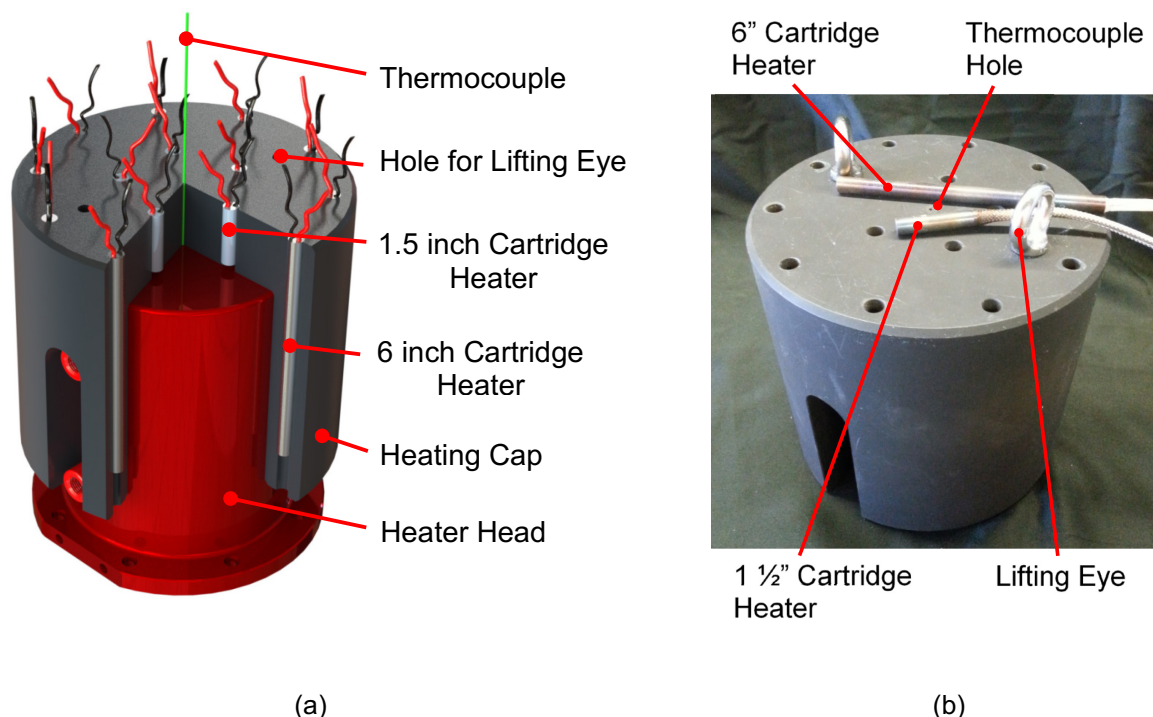 Thermocouple
Hole for Lifting Eye
1.5 inch Cartridge
Heater
6 inch Cartridge
Heater
Heating Cap
Heater Head
(a)
6” Cartridge
Heater
Thermocouple
Hole
1 ½” Cartridge
Heater
Lifting Eye
(b)